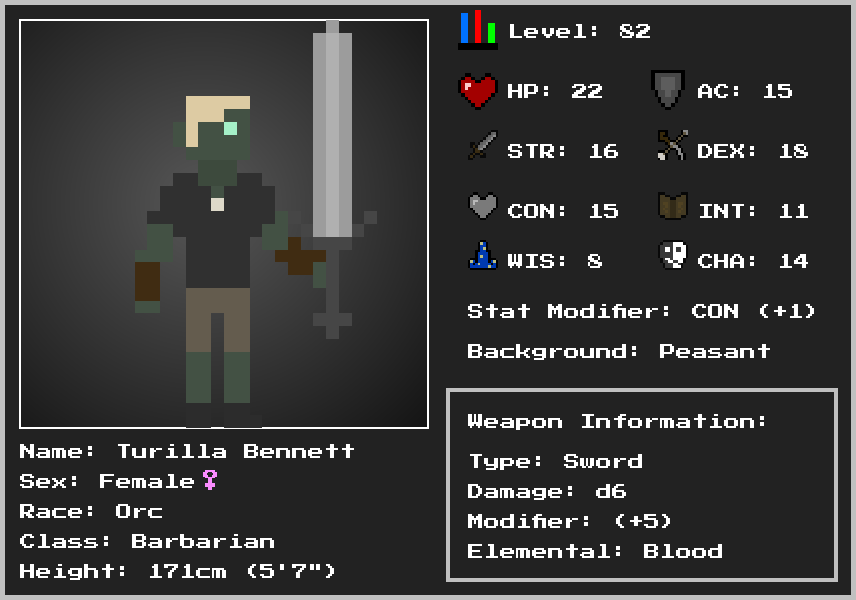 Level: 82
HP: 22
AC: 15
STR: 16
DEX: 18
CON: 15
INT: 11
WIS: 8
CHA: 14
Stat Modifier: CON (+1)
Background: Peasant
Weapon Information:
Type: Sword
Damage: d6
Modifier: (+5)
Elemental: Blood
Name: Turilla Bennett
Sex: Female♀
Race: Orc
Class: Barbarian
Height: 171cm (5'7")